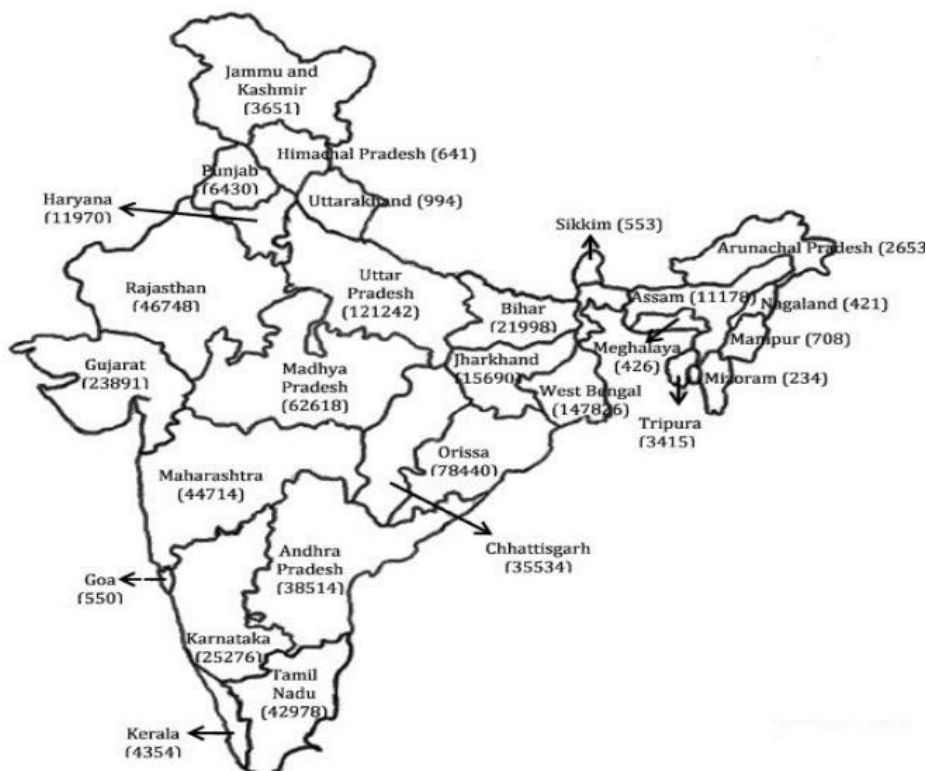 Jammu and
Kashmir
(3651)
Himachal Pradesh (641)
Punjab
(6430)
Haryana
(11970)
Uttarakhand (994)
Sikkim (553)
Arunachal Pradesh (2653
Rajasthan
(46748)
Uttar
Pradesh
(121242)
Bihar
(21998)
Assam (11178)
Nagaland (421)
Meghalaya
(426)
Manipur (708)
Gujarat
(23891)
Madhya
Pradesh
(62618)
Jharkhand
(15690)
West Bengal
(147826)
Mizoram (234)
Tripura
(3415)
Orissa
(78440)
Maharashtra
(44714)
Chhattisgarh
(35534)
Andhra
Pradesh
(38514)
Goa
(550)
Karnataka
(25276)
Tamil
Nadu
(42978)
Kerala
(4354)